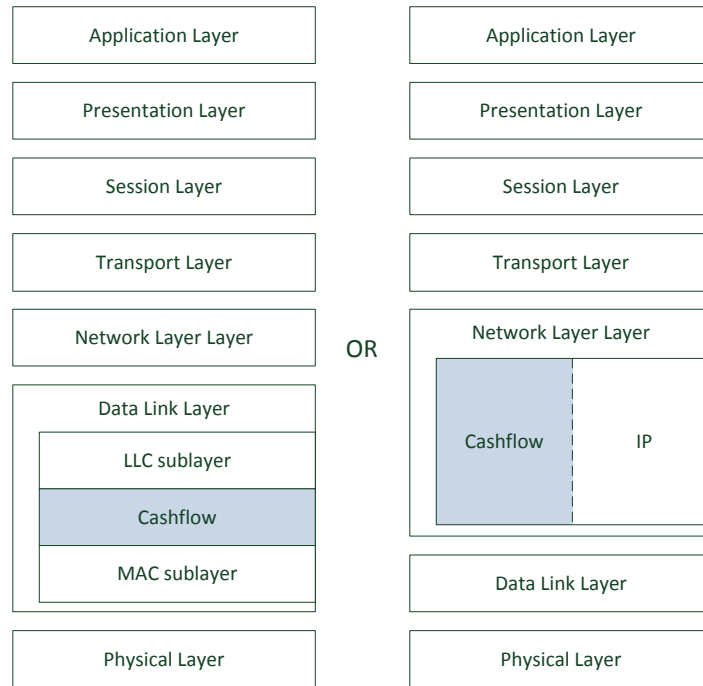 Application Layer
Presentation Layer
Session Layer
Transport Layer
Network Layer Layer
Data Link Layer
LLC sublayer
Cashflow
MAC sublayer
Physical Layer
OR
Application Layer
Presentation Layer
Session Layer
Transport Layer
Network Layer Layer
Cashflow IP
Data Link Layer
Physical Layer